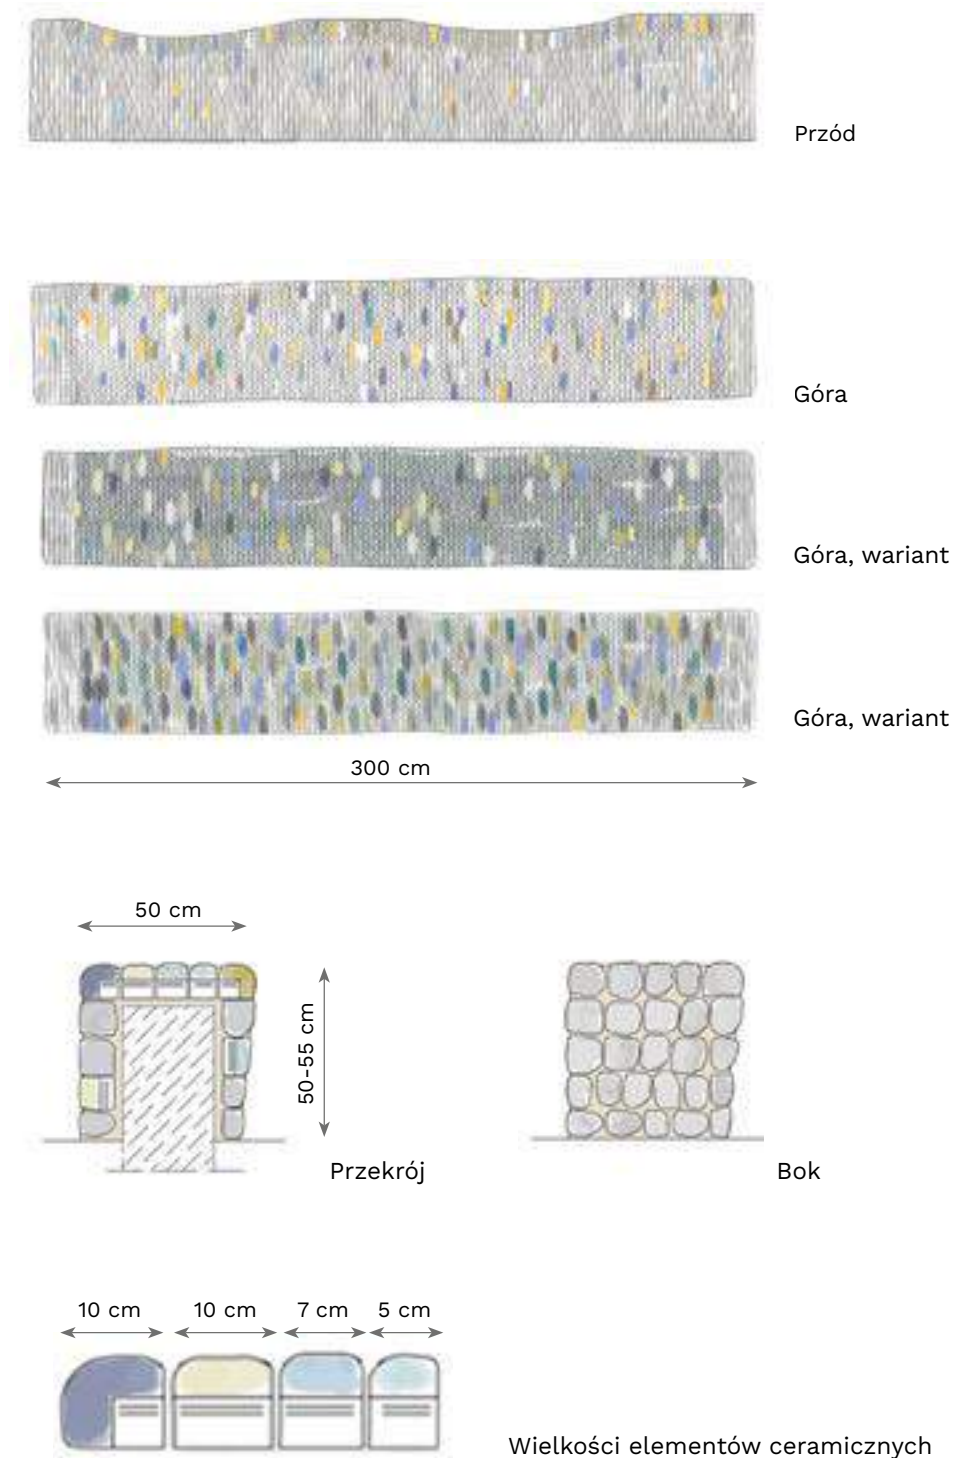 Przód
Góra
Góra, wariant
Góra, wariant
300 cm
50 cm
50-55 cm
Przekrój
Bok
10 cm 10 cm 7 cm 5 cm
Wielkości elementów ceramicznych